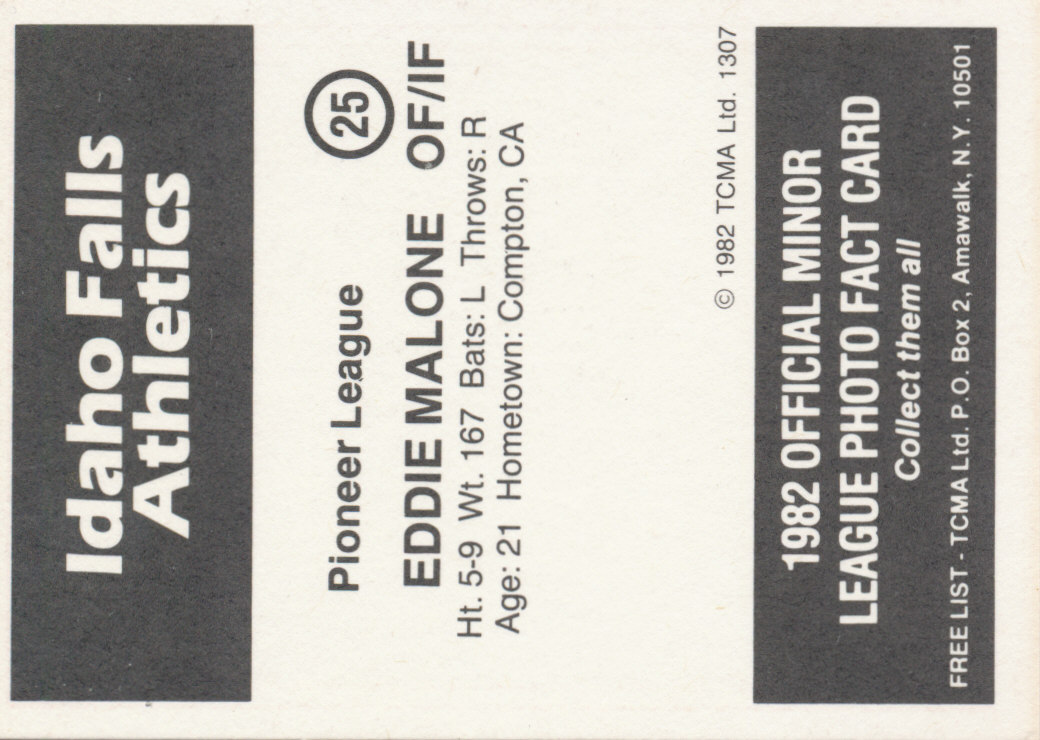 Idaho Falls
Athletics
Pioneer League 25
EDDIE MALONE OF/IF
Ht. 5-9 Wt. 167 Bats: L Throws: R
Age: 21 Hometown: Compton, CA
© 1982 TCMA Ltd. 1307
1982 OFFICIAL MINOR
LEAGUE PHOTO FACT CARD
Collect them all
FREE LIST - TCMA Ltd. P.O. Box 2, Amawalk, N.Y. 10501